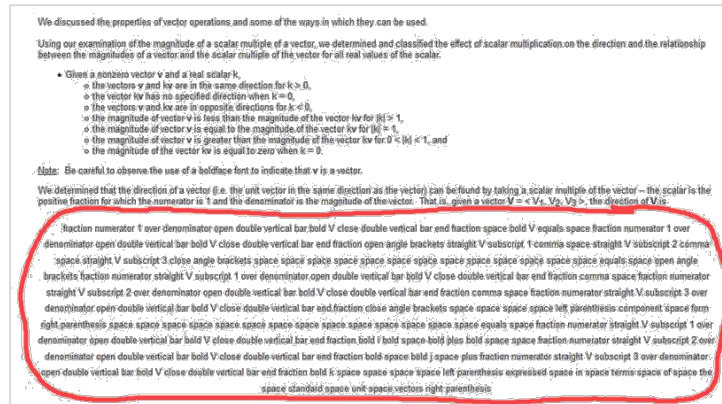 We discussed the properties of vector operations and some of the ways in which they can be used.
Using our examination of the magnitude of a scalar multiple of a vector, we determined and classified the effect of scalar multiplication on the direction and the relationship
between the magnitudes of a vector and the scalar multiple of the vector for all real values of the scalar.
• Given a nonzero vector v and a real scalar k,
o the vectors v and kv are in the same direction for k > 0,
o the vector kv has no specified direction when k = 0,
o the vectors v and kv are in opposite directions for k < 0,
o the magnitude of vector v is less than the magnitude of the vector kv for |k| > 1,
o the magnitude of vector v is equal to the magnitude of the vector kv for |k| = 1,
o the magnitude of vector v is greater than the magnitude of the vector kv for 0 < |k| < 1, and
o the magnitude of the vector kv is equal to zero when k = 0.
Note: Be careful to observe the use of a boldface font to indicate that v is a vector.
We determined that the direction of a vector (i.e. the unit vector in the same direction as the vector) can be found by taking a scalar multiple of the vector -- the scalar is the
positive fraction for which the numerator is 1 and the denominator is the magnitude of the vector. That is, given a vector V = < V1, V2, V3 >, the direction of V is
fraction numerator 1 over denominator open double vertical bar bold V close double vertical bar end fraction space bold V equals space fraction numerator 1 over
denominator open double vertical bar bold V close double vertical bar end fraction open angle brackets straight V subscript 1 comma space straight V subscript 2 comma
space straight V subscript 3 close angle brackets space space space space space space space space space space space space space equals space open angle
brackets fraction numerator straight V subscript 1 over denominator open double vertical bar bold V close double vertical bar end fraction comma space fraction numerator
straight V subscript 2 over denominator open double vertical bar bold V close double vertical bar end fraction comma space fraction numerator straight V subscript 3 over
denominator open double vertical bar bold V close double vertical bar end fraction close angle brackets space space space space left parenthesis component space form
right parenthesis space space space space space space space space space space space space space equals space fraction numerator straight V subscript 1 over
denominator open double vertical bar bold V close double vertical bar end fraction bold i bold space bold plus bold space space fraction numerator straight V subscript 2 over
denominator open double vertical bar bold V close double vertical bar end fraction bold space bold j space plus fraction numerator straight V subscript 3 over denominator
open double vertical bar bold V close double vertical bar end fraction bold k space space space space left parenthesis expressed space in space terms space of space the
space standard space unit space vectors right parenthesis